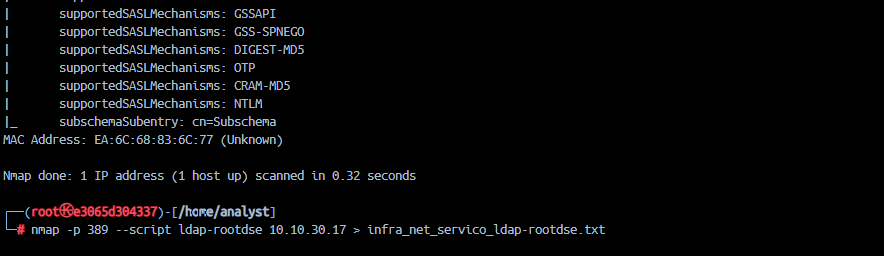 |       supportedSASLMechanisms: GSSAPI
|       supportedSASLMechanisms: GSS-SPNEGO
|       supportedSASLMechanisms: DIGEST-MD5
|       supportedSASLMechanisms: OTP
|       supportedSASLMechanisms: CRAM-MD5
|       supportedSASLMechanisms: NTLM
|_      subschemaSubentry: cn=Subschema
MAC Address: EA:6C:68:83:6C:77 (Unknown)

Nmap done: 1 IP address (1 host up) scanned in 0.32 seconds

┌──(root㉿e3065d304337)-[/home/analyst]
└─# nmap -p 389 --script ldap-rootdse 10.10.30.17 > infra_net_servico_ldap-rootdse.txt